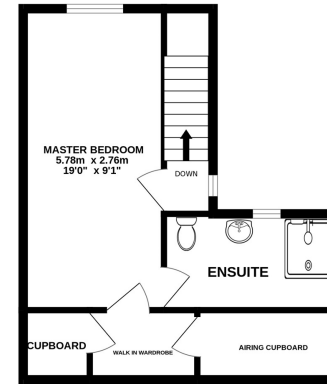 MASTER BEDROOM
5.78m x 2.76m
19'0" x 9'1"
DOWN
ENSUITE
CUPBOARD
WALK IN WARDROBE
AIRING CUPBOARD